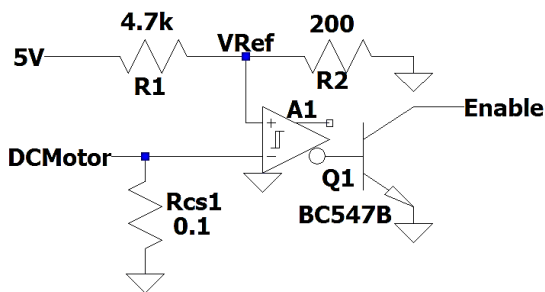 4.7k
VRef
200
5V
R1
R2
A1
Enable
DCMotor
Q1
Rcs1
0.1
BC547B